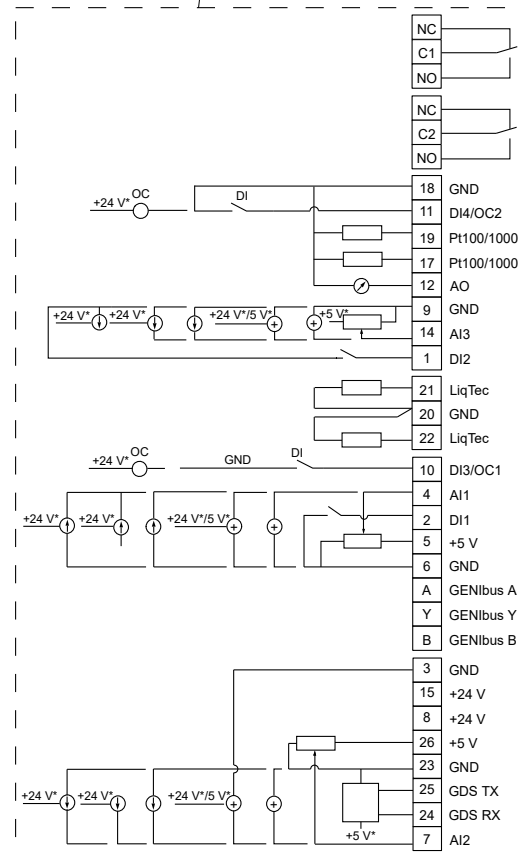 NC
C1
NO
NC
C2
NO
18 GND
+24 V* OC DI 11 DI4/OC2
19 Pt100/1000
17 Pt100/1000
12 AO
9 GND
+24 V* +24 V* +24 V*/5 V* +5 V*
14 AI3
1 DI2
21 LiqTec
20 GND
22 LiqTec
+24 V* OC GND DI 10 DI3/OC1
4 AI1
+24 V* +24 V* +24 V*/5 V* 2 DI1
5 +5 V
6 GND
A GENIbus A
Y GENIbus Y
B GENIbus B
3 GND
15 +24 V
8 +24 V
26 +5 V
23 GND
25 GDS TX
+24 V* +24 V* +24 V*/5 V* 24 GDS RX
+5 V* 7 AI2